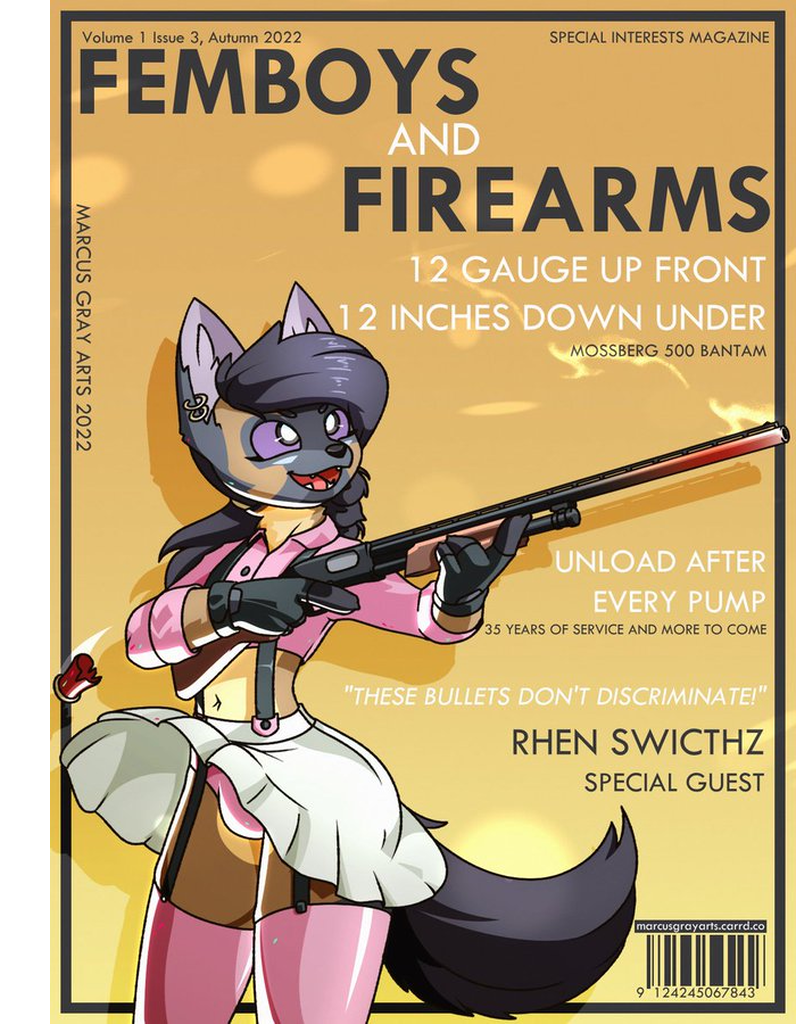 Volume 1 Issue 3, Autumn 2022
SPECIAL INTERESTS MAGAZINE
FEMBOYS
AND
FIREARMS
MARCUS GRAY ARTS 2022
12 GAUGE UP FRONT
12 INCHES DOWN UNDER
MOSSBERG 500 BANTAM
UNLOAD AFTER
EVERY PUMP
35 YEARS OF SERVICE AND MORE TO COME
"THESE BULLETS DON'T DISCRIMINATE!"
RHEN SWICTHZ
SPECIAL GUEST
marcusgrayarts.carrd.co
9 124245067843